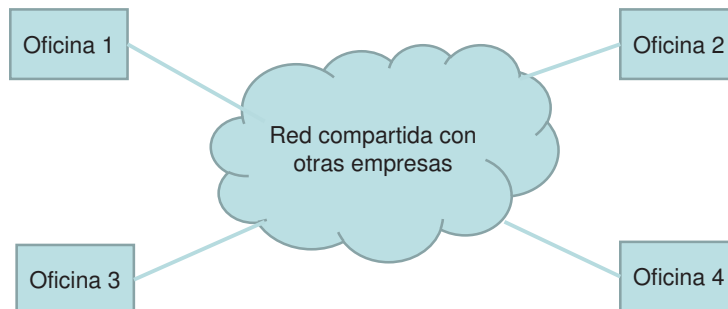 Oficina 1
Oficina 2
Red compartida con
otras empresas
Oficina 3
Oficina 4